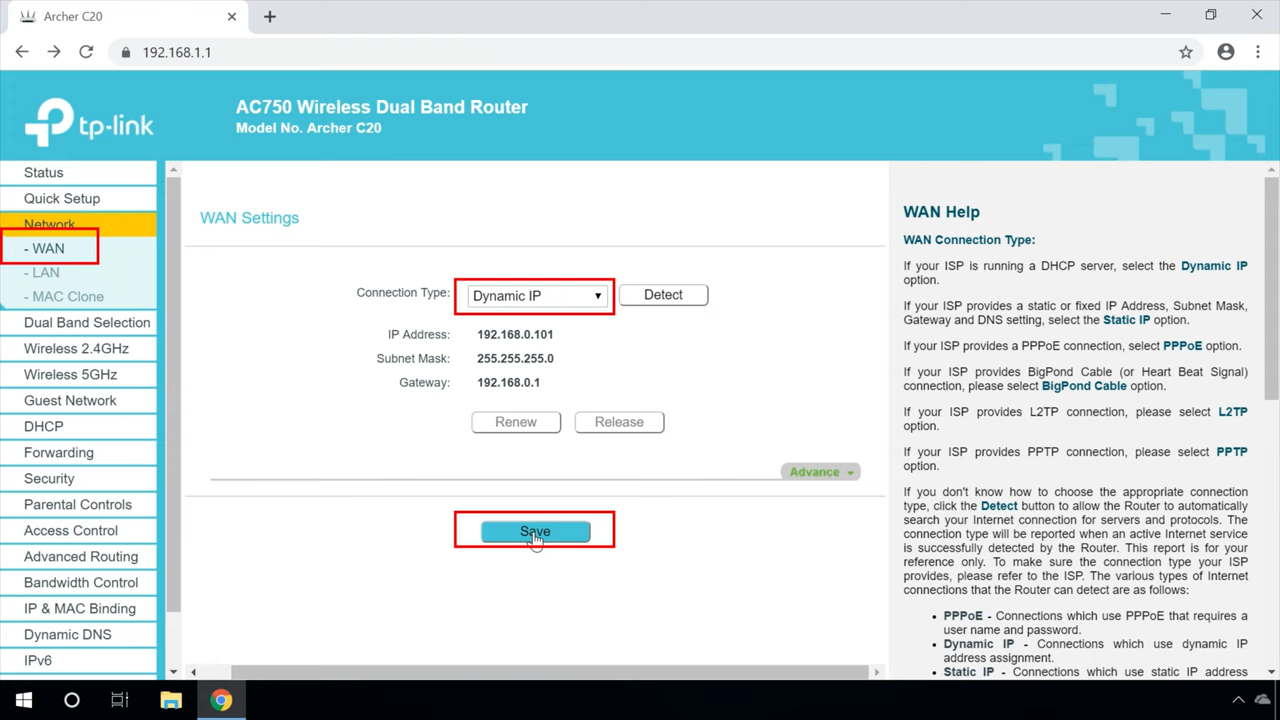 Archer C20
192.168.1.1
tp-link
AC750 Wireless Dual Band Router
Model No. Archer C20
Status
Quick Setup
Network
- WAN
- LAN
- MAC Clone
Dual Band Selection
Wireless 2.4GHz
Wireless 5GHz
Guest Network
DHCP
Forwarding
Security
Parental Controls
Access Control
Advanced Routing
Bandwidth Control
IP & MAC Binding
Dynamic DNS
IPv6
WAN Settings
Connection Type: Dynamic IP Detect
IP Address: 192.168.0.101
Subnet Mask: 255.255.255.0
Gateway: 192.168.0.1
Renew Release
Advance
Save
WAN Help
WAN Connection Type:
If your ISP is running a DHCP server, select the Dynamic IP
option.
If your ISP provides a static or fixed IP Address, Subnet Mask,
Gateway and DNS setting, select the Static IP option.
If your ISP provides a PPPoE connection, select PPPoE option.
If your ISP provides BigPond Cable (or Heart Beat Signal)
connection, please select BigPond Cable option.
If your ISP provides L2TP connection, please select L2TP
option.
If your ISP provides PPTP connection, please select PPTP
option.
If you don't know how to choose the appropriate connection
type, click the Detect button to allow the Router to automatically
search your Internet connection for servers and protocols. The
connection type will be reported when an active Internet service
is successfully detected by the Router. This report is for your
reference only. To make sure the connection type your ISP
provides, please refer to the ISP. The various types of Internet
connections that the Router can detect are as follows:
• PPPoE - Connections which use PPPoE that requires a
user name and password.
• Dynamic IP - Connections which use dynamic IP
address assignment.
• Static IP - Connections which use static IP address